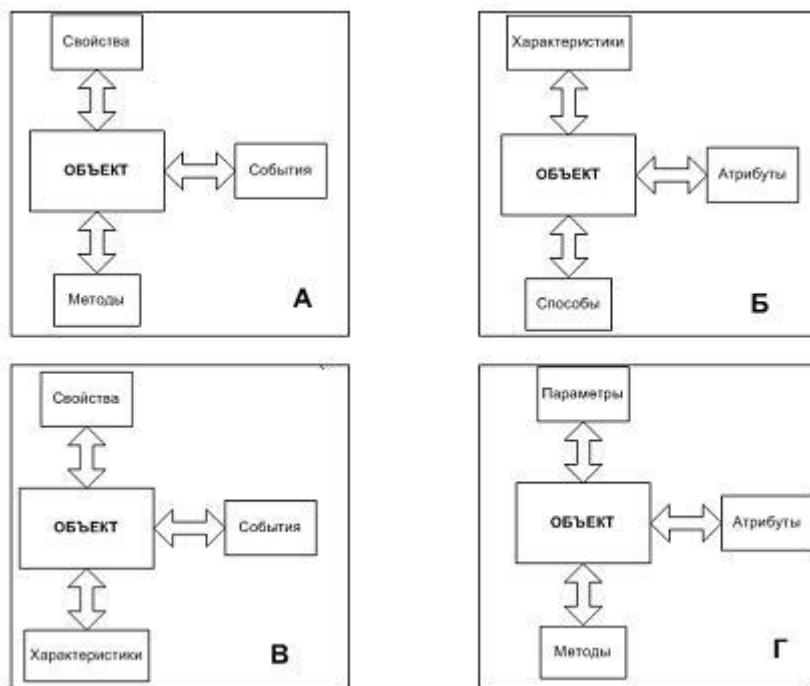 Свойства
ОБЪЕКТ
События
Методы
А
Характеристики
ОБЪЕКТ
Атрибуты
Способы
Б
Свойства
ОБЪЕКТ
События
Характеристики
В
Параметры
ОБЪЕКТ
Атрибуты
Методы
Г